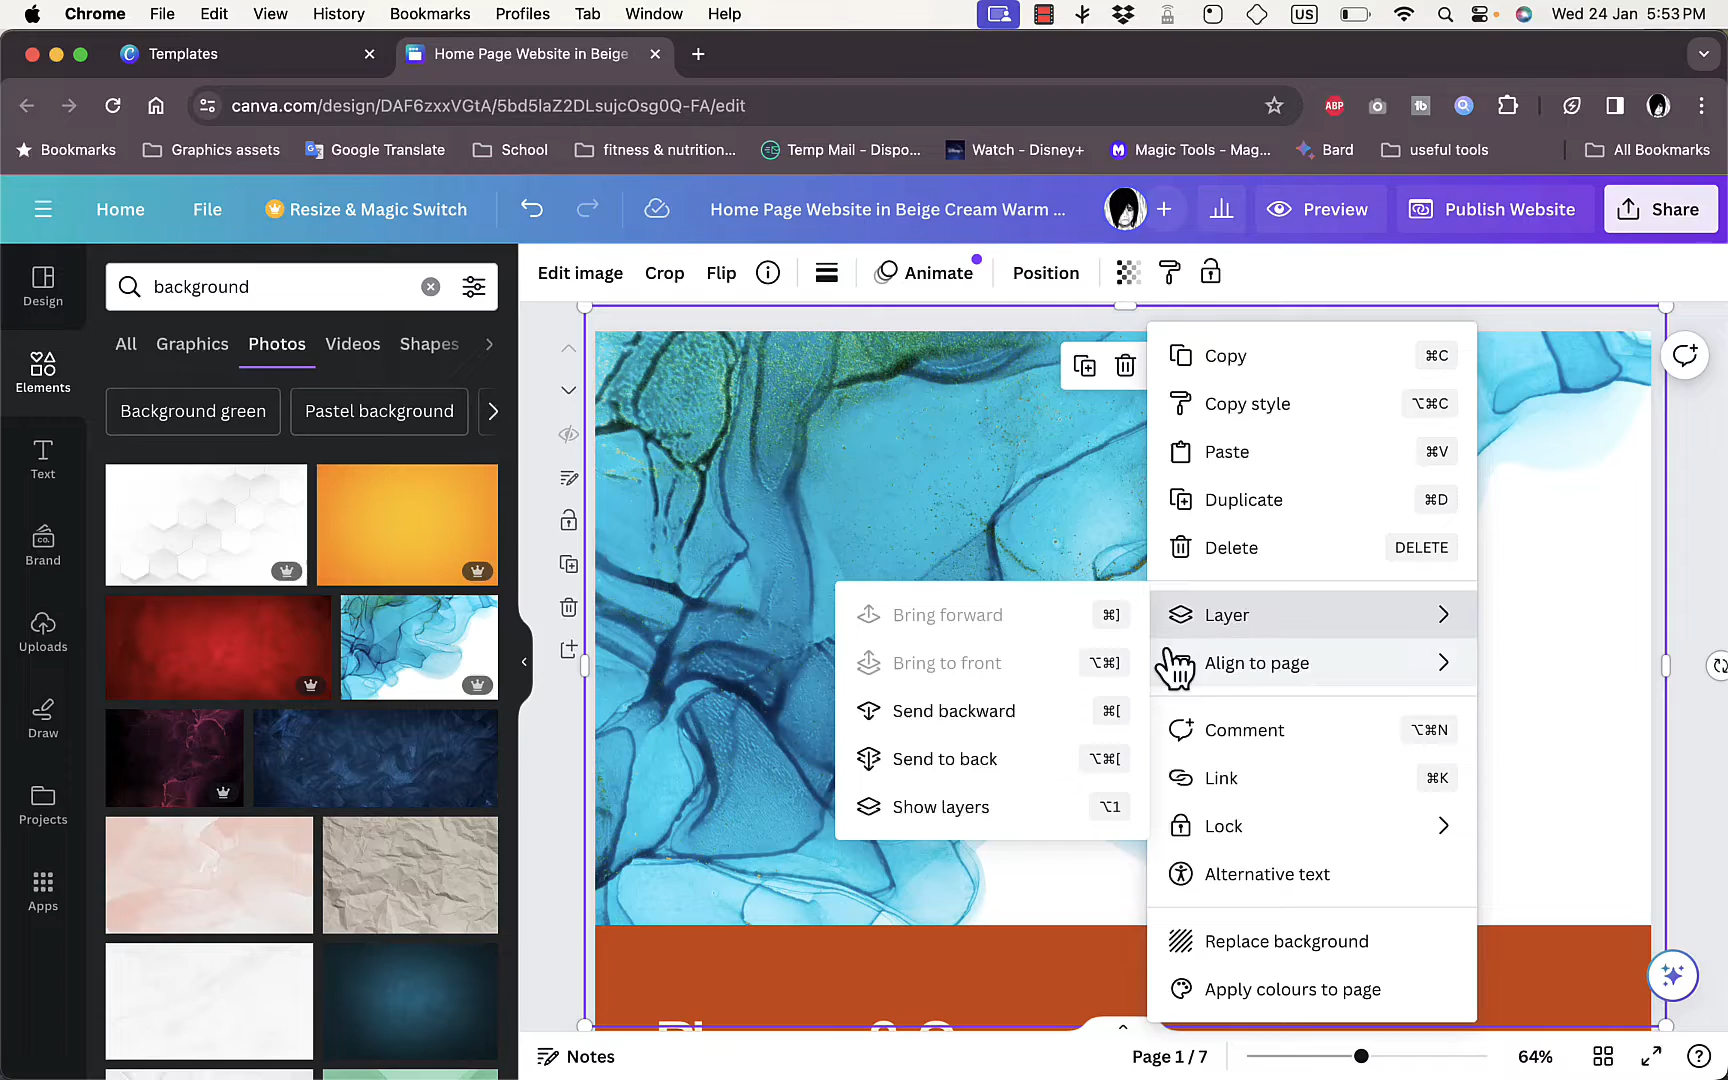 Chrome File Edit View History Bookmarks Profiles Tab Window Help US Wed 24 Jan 5:53 PM
Templates Home Page Website in Beige
canva.com/design/DAF6zxxVGtA/5bd5laZ2DLsujcOsg0Q-FA/edit ABP tb
Bookmarks Graphics assets Google Translate School fitness & nutrition... Temp Mail - Dispo... Watch - Disney+ Magic Tools - Mag... Bard useful tools All Bookmarks
Home File Resize & Magic Switch Home Page Website in Beige Cream Warm ... Preview Publish Website Share
Design
Elements
Text
Brand
Uploads
Draw
Projects
Apps
background
All Graphics Photos Videos Shapes
Background green Pastel background
Edit image Crop Flip Animate Position
Copy ⌘C
Copy style ⌥⌘C
Paste ⌘V
Duplicate ⌘D
Delete DELETE
Layer
Align to page
Comment ⌥⌘N
Link ⌘K
Lock
Alternative text
Replace background
Apply colours to page
Bring forward ⌘]
Bring to front ⌥⌘]
Send backward ⌘[
Send to back ⌥⌘[
Show layers ⌥1
Notes Page 1 / 7 64%